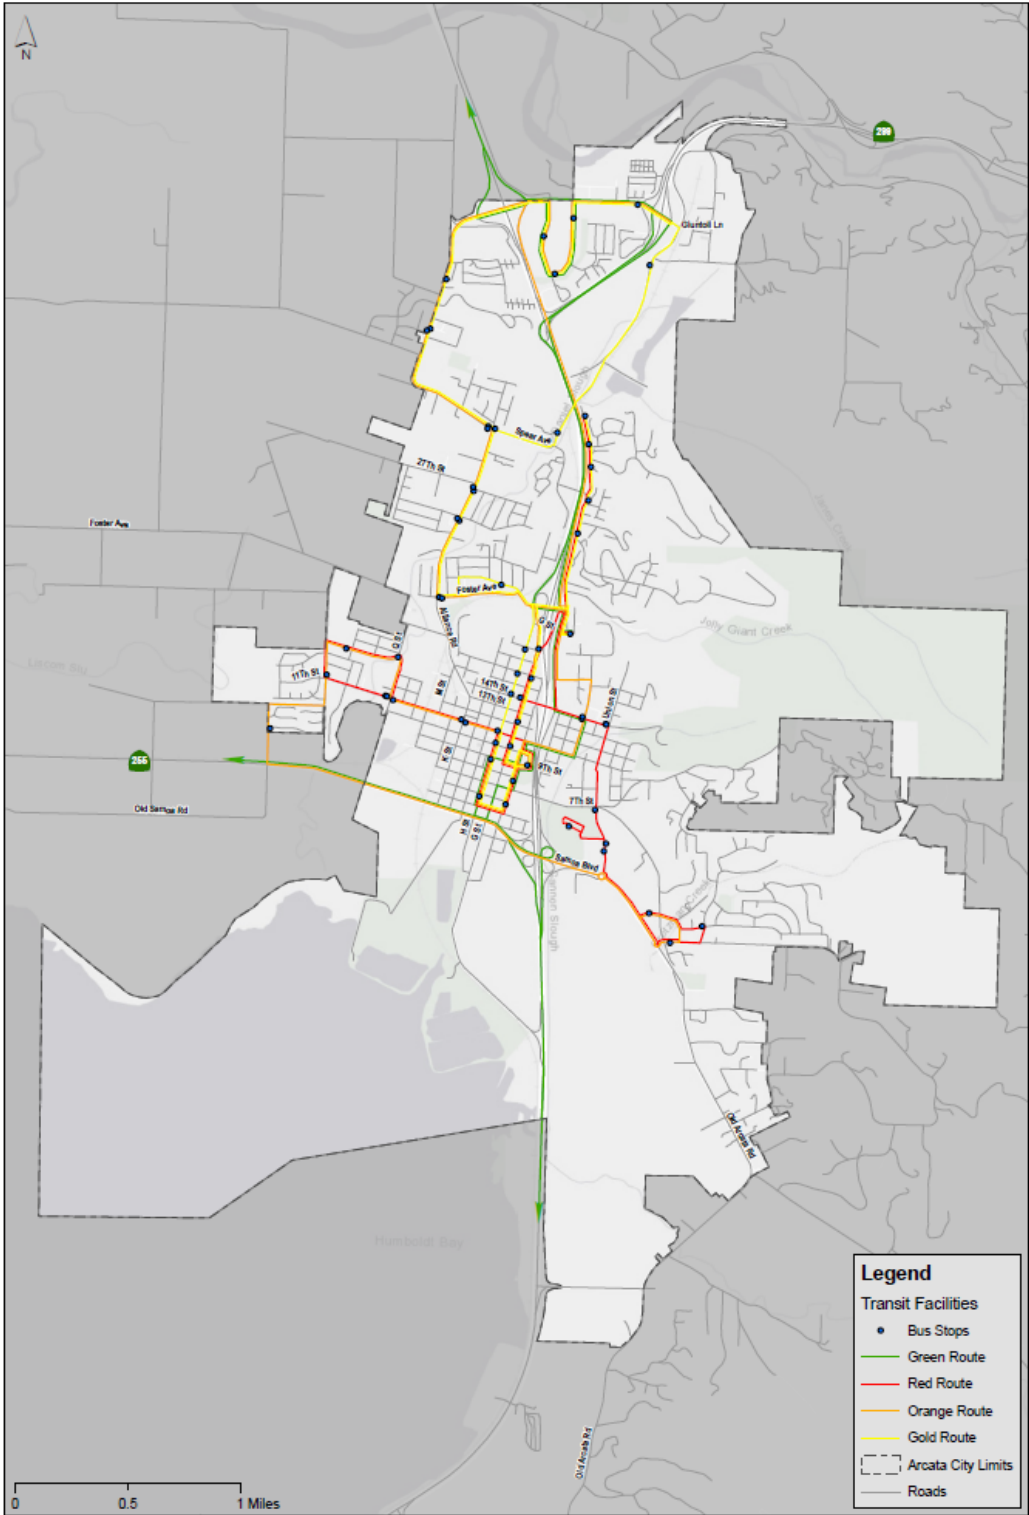 N
299
Giuntoli Ln
Spear Ave
27Th St
Foster Ave
Foster Ave
Alliance Rd
G St
Jolly Giant Creek
Janes Creek
Q St
11Th St
M St
14Th St
13Th St
Union St
K St
9Th St
255
Old Samoa Rd
7Th St
H St
G St
Samoa Blvd
Gannon Slough
Old Arcata Rd
Humboldt Bay
Old Arcata Rd
Legend
Transit Facilities
Bus Stops
Green Route
Red Route
Orange Route
Gold Route
Arcata City Limits
Roads
0 0.5 1 Miles